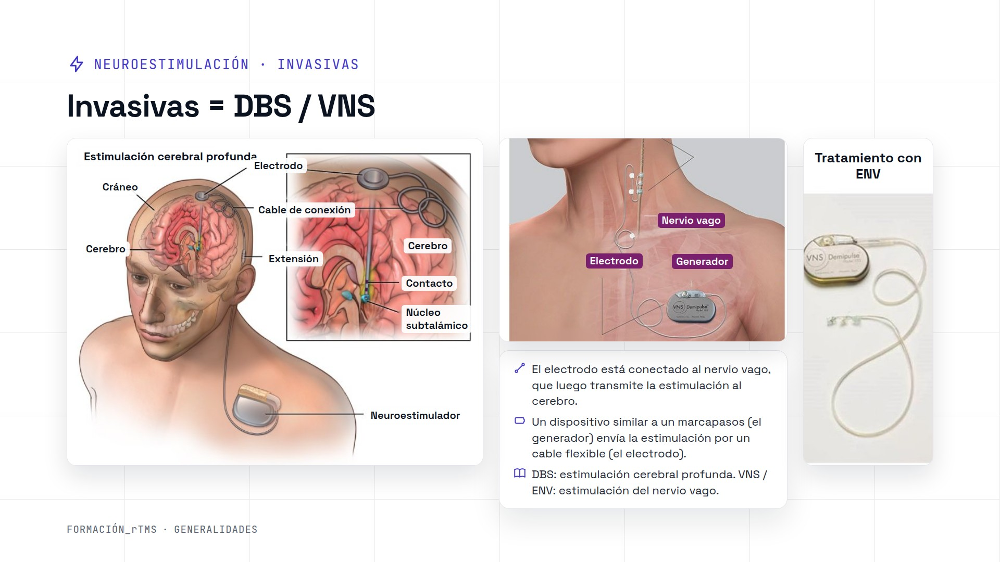 NEUROESTIMULACIÓN · INVASIVAS
Invasivas = DBS / VNS
Estimulación cerebral profunda
Electrodo
Cráneo
Cable de conexión
Cerebro
Extensión
Cerebro
Contacto
Núcleo
subtalámico
Neuroestimulador
Nervio vago
Electrodo
Generador
VNS Demipulse
El electrodo está conectado al nervio vago,
que luego transmite la estimulación al
cerebro.
Un dispositivo similar a un marcapasos (el
generador) envía la estimulación por un
cable flexible (el electrodo).
DBS: estimulación cerebral profunda. VNS /
ENV: estimulación del nervio vago.
Tratamiento con
ENV
VNS Demipulse
FORMACIÓN_rTMS · GENERALIDADES